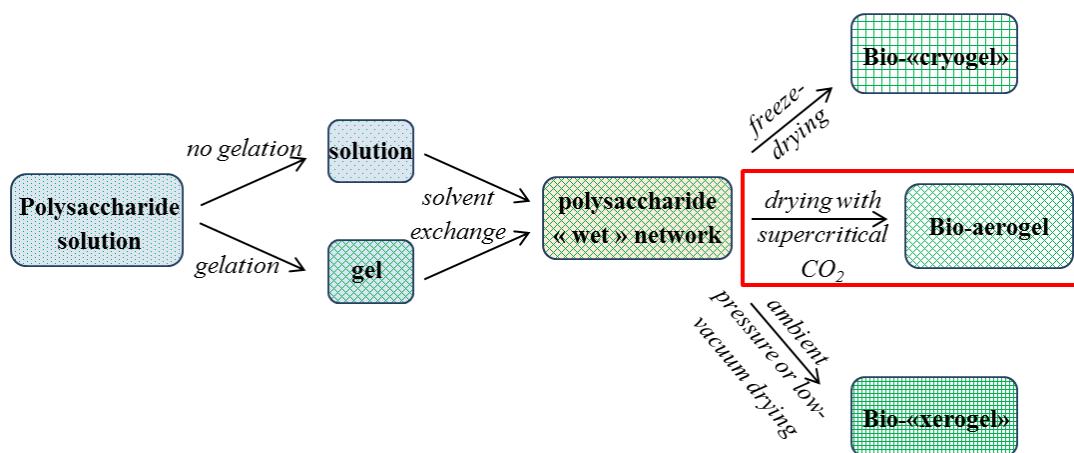 Polysaccharide
solution
no gelation
gelation
solution
gel
solvent
exchange
polysaccharide
« wet » network
freeze-
drying
Bio-«cryogel»
drying with
supercritical
CO₂
Bio-aerogel
ambient
pressure or low-
vacuum drying
Bio-«xerogel»